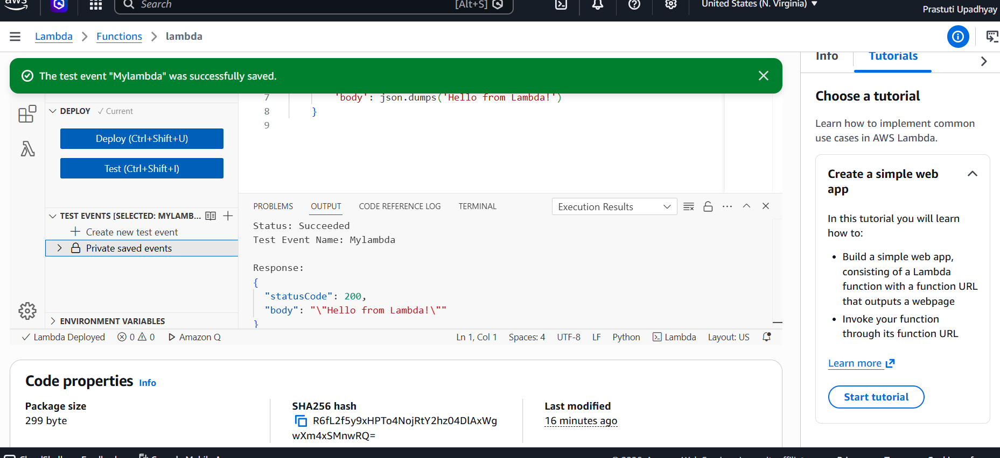 aws
Search [Alt+S]
United States (N. Virginia) ▼
Prastuti Upadhyay
Lambda > Functions > lambda
The test event "Mylambda" was successfully saved.
DEPLOY ✓ Current
Deploy (Ctrl+Shift+U)
Test (Ctrl+Shift+I)
7 'body': json.dumps('Hello from Lambda!')
8 }
9
TEST EVENTS [SELECTED: MYLAMB...
Create new test event
Private saved events
ENVIRONMENT VARIABLES
PROBLEMS OUTPUT CODE REFERENCE LOG TERMINAL Execution Results
Status: Succeeded
Test Event Name: Mylambda
Response:
{
"statusCode": 200,
"body": "\"Hello from Lambda!\""
}
Lambda Deployed 0 0 Amazon Q Ln 1, Col 1 Spaces: 4 UTF-8 LF Python Lambda Layout: US
Code properties Info
Package size
299 byte
SHA256 hash
R6fL2f5y9xHPTo4NojRtY2hz04DlAxWg
wXm4xSMnwRQ=
Last modified
16 minutes ago
Info Tutorials
Choose a tutorial
Learn how to implement common
use cases in AWS Lambda.
Create a simple web
app
In this tutorial you will learn
how to:
• Build a simple web app,
consisting of a Lambda
function with a function URL
that outputs a webpage
• Invoke your function
through its function URL
Learn more
Start tutorial